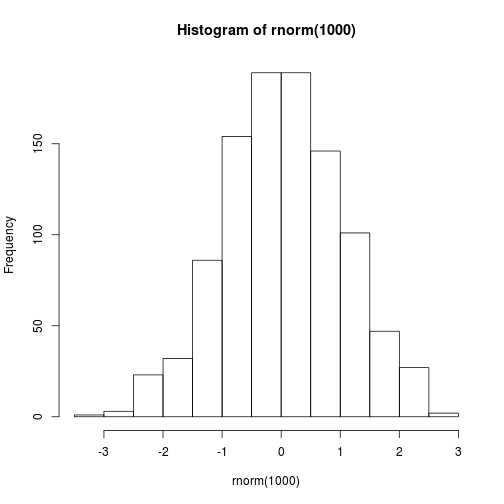 Histogram of rnorm(1000)
Frequency
150
100
50
0
-3 -2 -1 0 1 2 3
rnorm(1000)